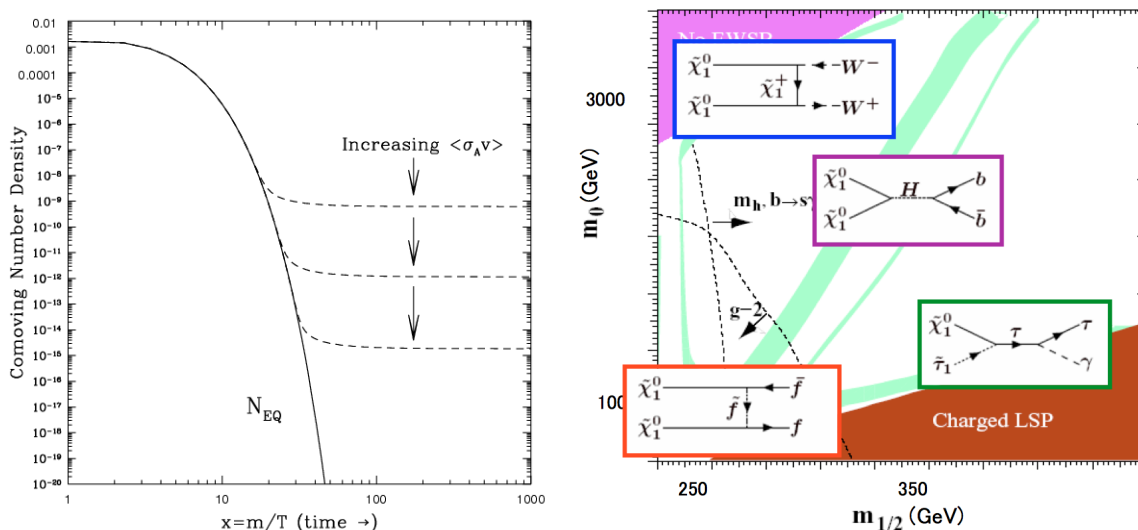 0.01
0.001
0.0001
10⁻⁵
10⁻⁶
10⁻⁷
10⁻⁸
10⁻⁹
10⁻¹⁰
10⁻¹¹
10⁻¹²
10⁻¹³
10⁻¹⁴
10⁻¹⁵
10⁻¹⁶
10⁻¹⁷
10⁻¹⁸
10⁻¹⁹
10⁻²⁰
Comoving Number Density
Increasing <σ_A v>
N_EQ
1 10 100 1000
x=m/T (time →)
No EWSB
χ̃₁⁰ W⁻
χ̃₁⁺
χ̃₁⁰ W⁺
3000
m₀ (GeV)
m_h, b→sγ
χ̃₁⁰ H b
χ̃₁⁰ b̄
g−2
χ̃₁⁰ τ τ
τ̃₁ γ
χ̃₁⁰ f̄
f̃
χ̃₁⁰ f
100
Charged LSP
250 350
m₁/₂ (GeV)